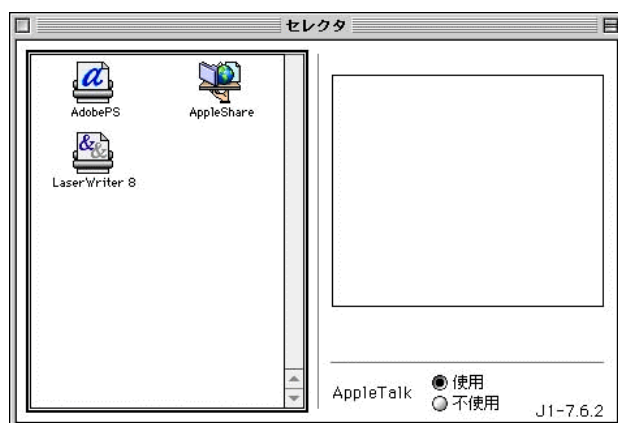 セレクタ
AdobePS
AppleShare
LaserWriter 8
AppleTalk
使用
不使用
J1-7.6.2